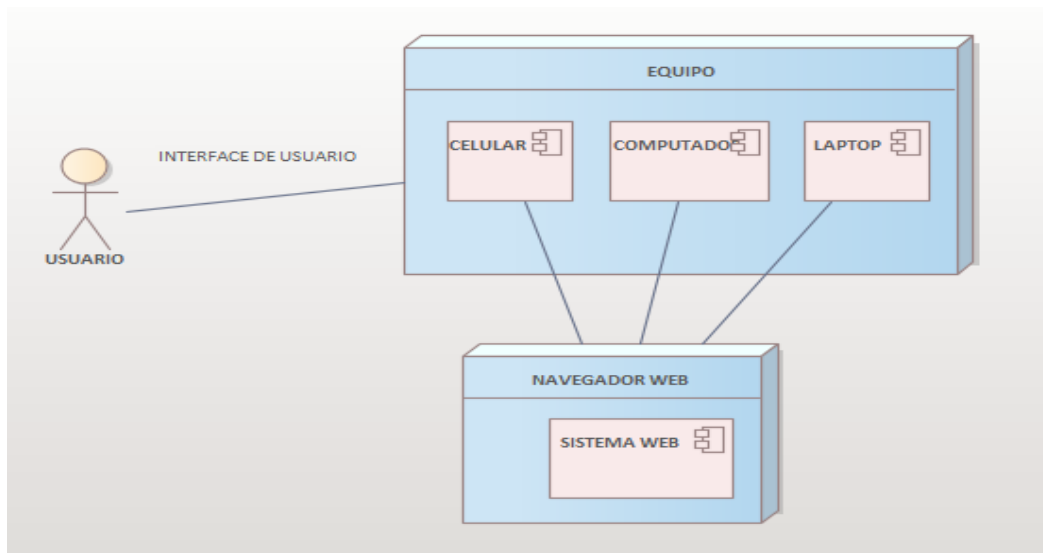 EQUIPO
CELULAR
COMPUTADO
LAPTOP
INTERFACE DE USUARIO
USUARIO
NAVEGADOR WEB
SISTEMA WEB